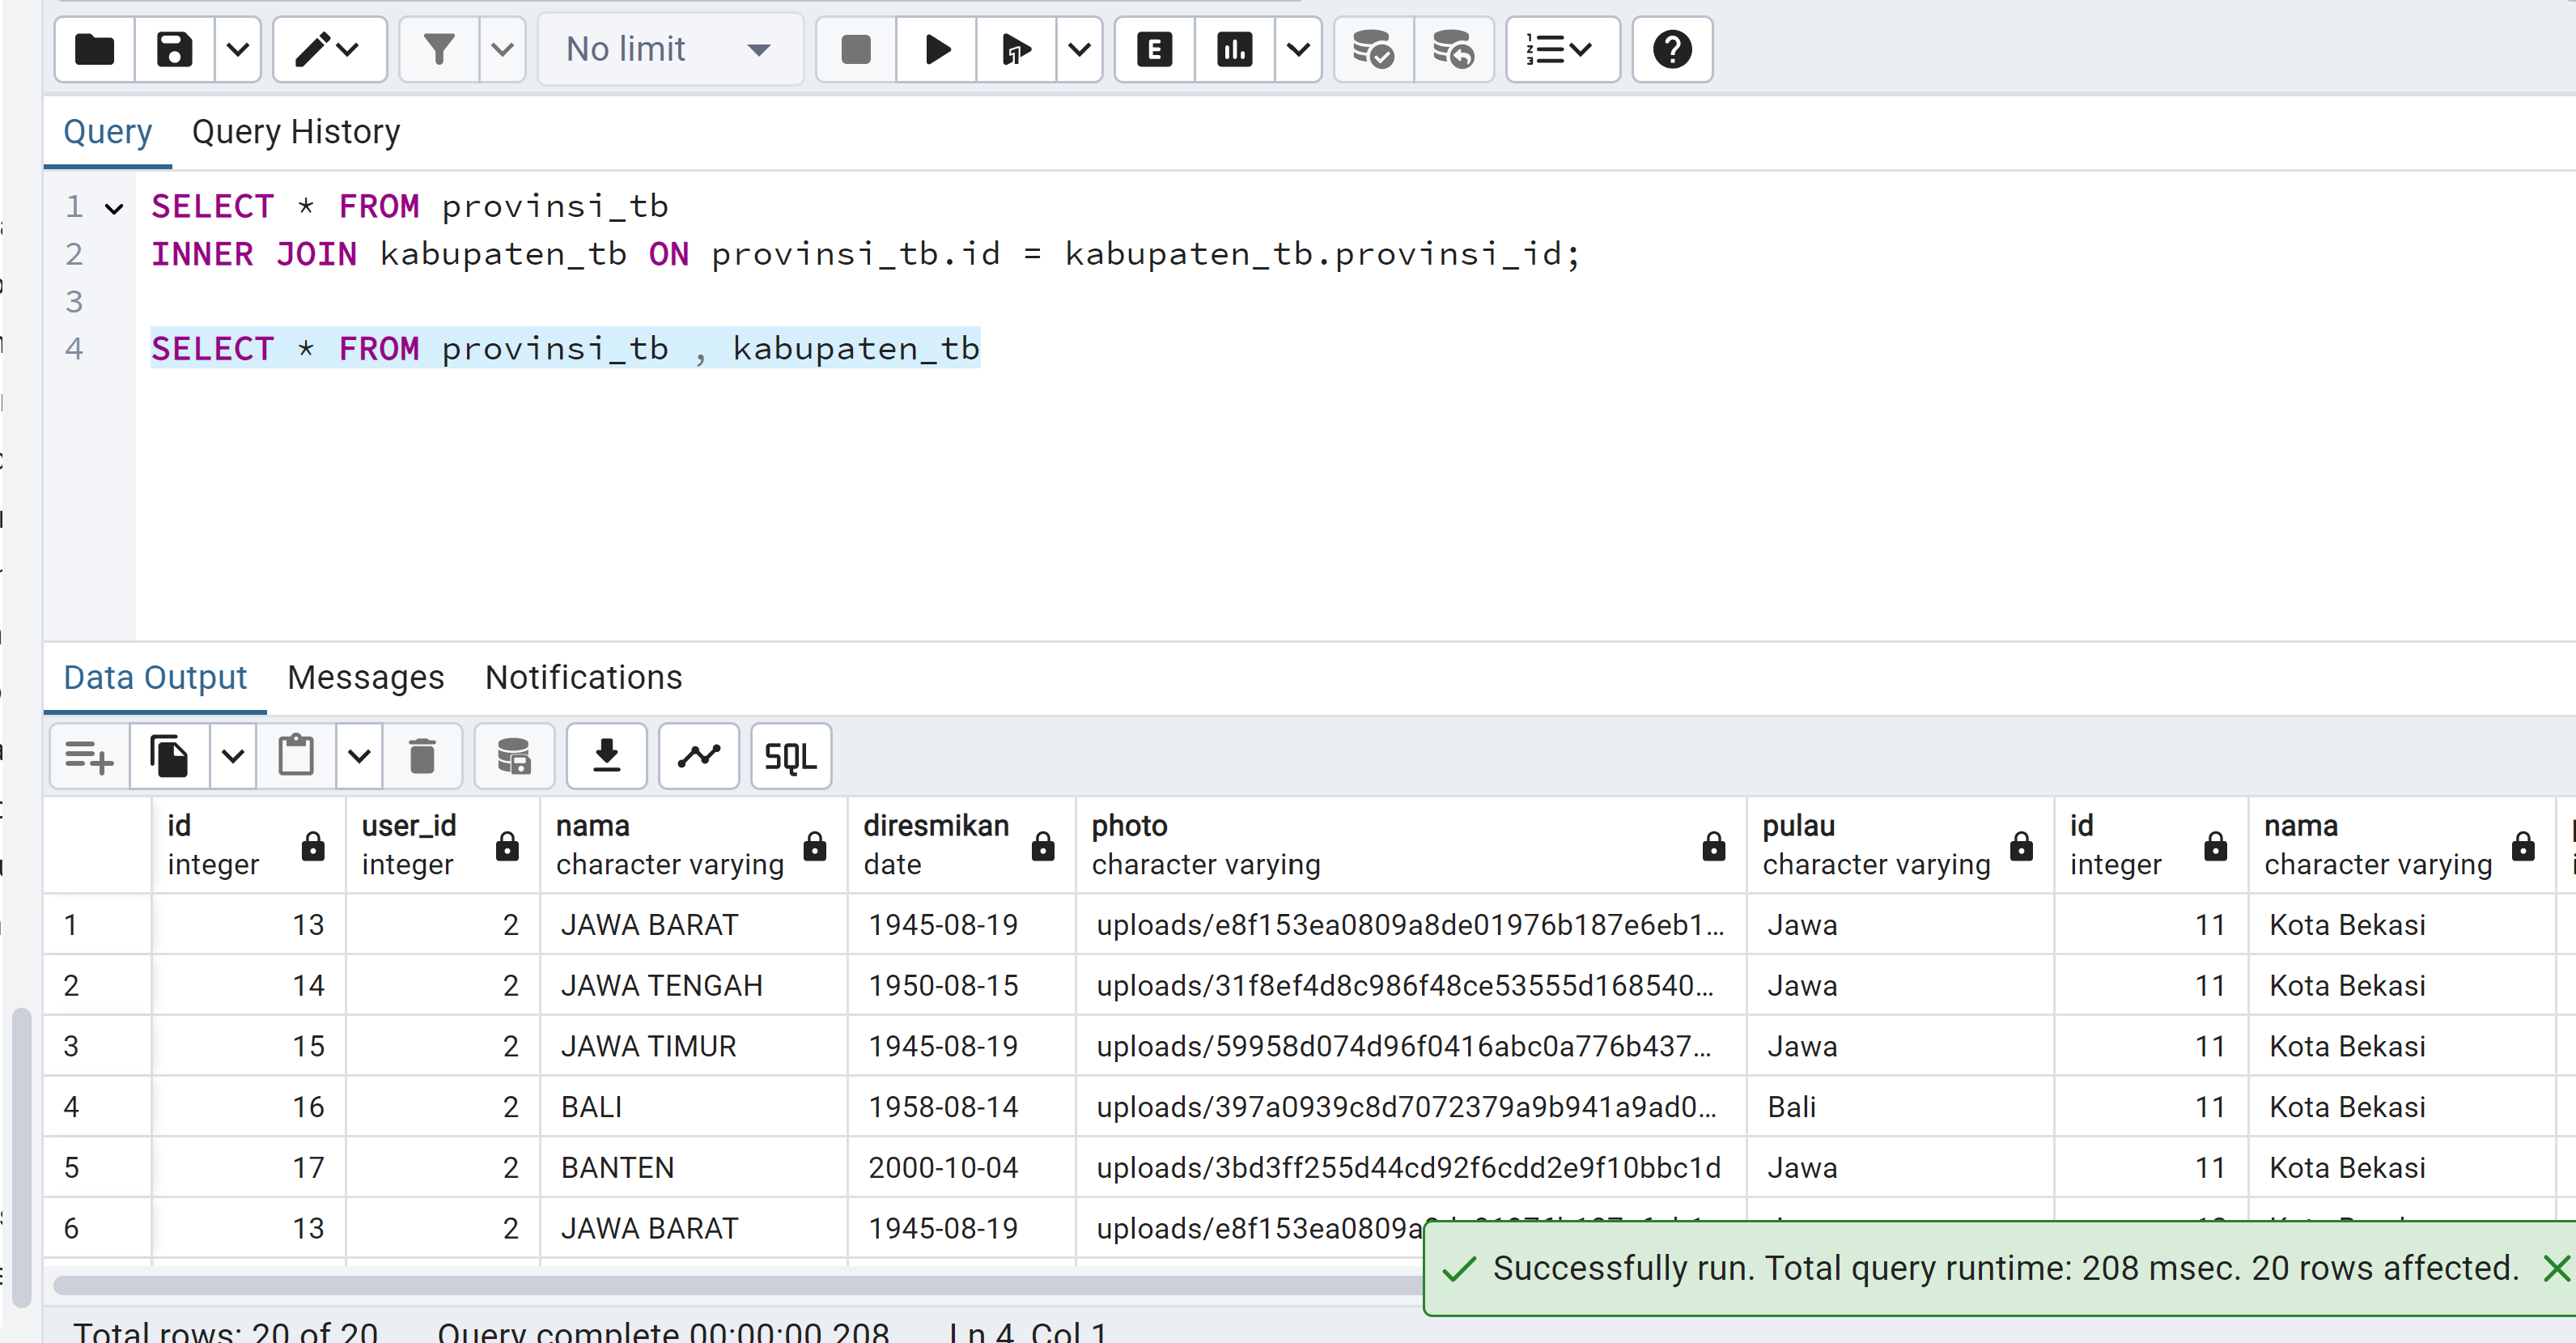 No limit
E
?
Query Query History
1 SELECT * FROM provinsi_tb
2 INNER JOIN kabupaten_tb ON provinsi_tb.id = kabupaten_tb.provinsi_id;
3
4 SELECT * FROM provinsi_tb , kabupaten_tb
Data Output Messages Notifications
SQL
id user_id nama diresmikan photo pulau id nama
integer integer character varying date character varying character varying integer character varying
1 13 2 JAWA BARAT 1945-08-19 uploads/e8f153ea0809a8de01976b187e6eb1... Jawa 11 Kota Bekasi
2 14 2 JAWA TENGAH 1950-08-15 uploads/31f8ef4d8c986f48ce53555d168540... Jawa 11 Kota Bekasi
3 15 2 JAWA TIMUR 1945-08-19 uploads/59958d074d96f0416abc0a776b437... Jawa 11 Kota Bekasi
4 16 2 BALI 1958-08-14 uploads/397a0939c8d7072379a9b941a9ad0... Bali 11 Kota Bekasi
5 17 2 BANTEN 2000-10-04 uploads/3bd3ff255d44cd92f6cdd2e9f10bbc1d Jawa 11 Kota Bekasi
6 13 2 JAWA BARAT 1945-08-19
Successfully run. Total query runtime: 208 msec. 20 rows affected.
Total rows: 20 of 20 Query complete 00:00:00.208 Ln 4, Col 1